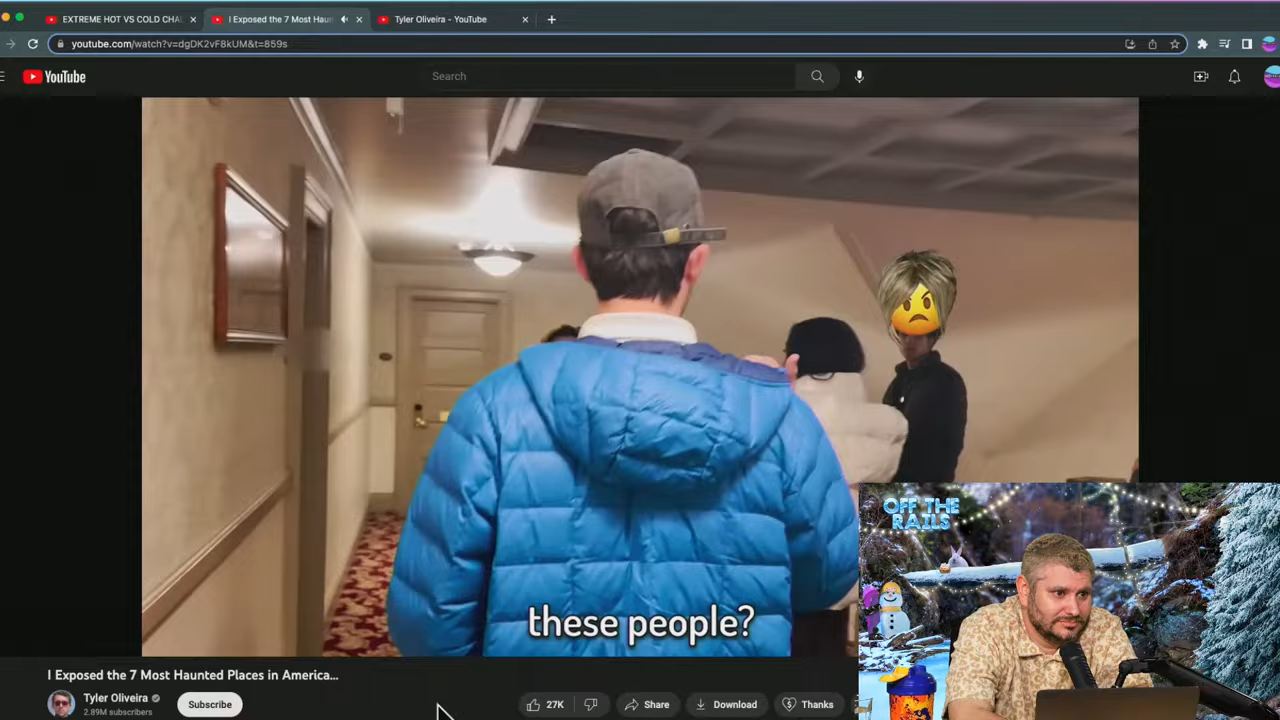 EXTREME HOT VS COLD CHAL
I Exposed the 7 Most Haun
Tyler Oliveira - YouTube
youtube.com/watch?v=dgDK2vF8kUM&t=859s
YouTube
Search
these people?
OFF THE
RAILS
I Exposed the 7 Most Haunted Places in America...
Tyler Oliveira
2.89M subscribers
Subscribe
27K
Share
Download
Thanks